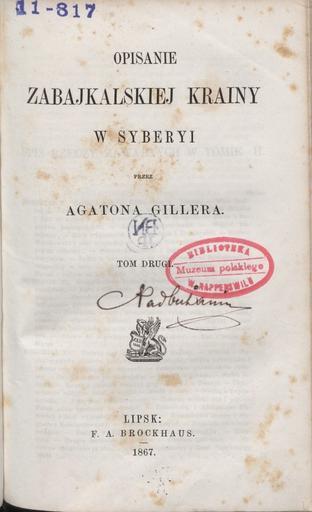 11-817
OPISANIE
ZABAJKALSKIEJ KRAINY
W SYBERYI
PRZEZ
AGATONA GILLERA.
TOM DRUGI.
BIBLIOTEKA
Muzeum polskiego
W RAPPERSWILU
LIPSK:
F. A. BROCKHAUS.
1867.